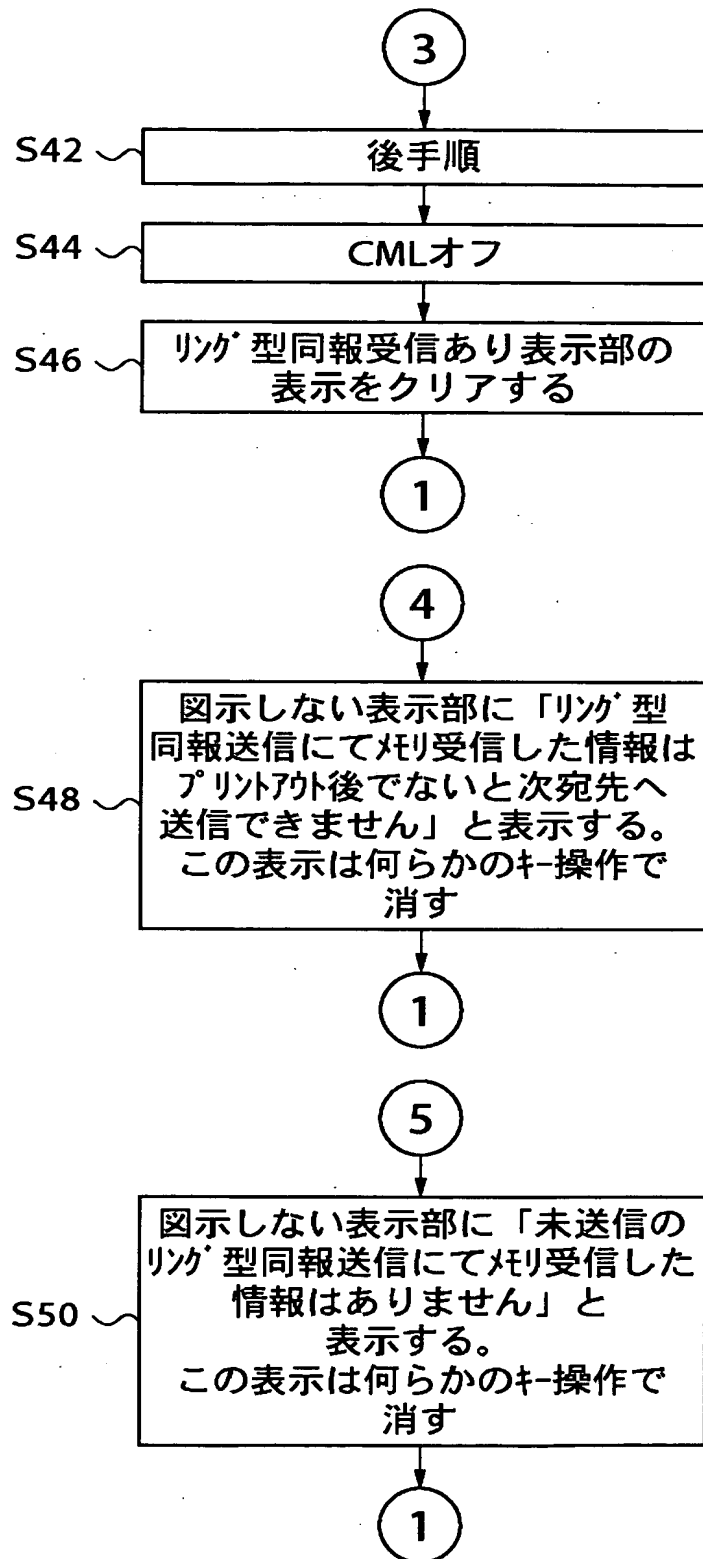 3
S42 後手順
S44 CMLオフ
S46 リング型同報受信あり表示部の
表示をクリアする
1
4
図示しない表示部に「リング型
同報送信にてメモリ受信した情報は
S48 プリントアウト後でないと次宛先へ
送信できません」と表示する。
この表示は何らかのキー操作で
消す
1
5
図示しない表示部に「未送信の
リング型同報送信にてメモリ受信した
S50 情報はありません」と
表示する。
この表示は何らかのキー操作で
消す
1